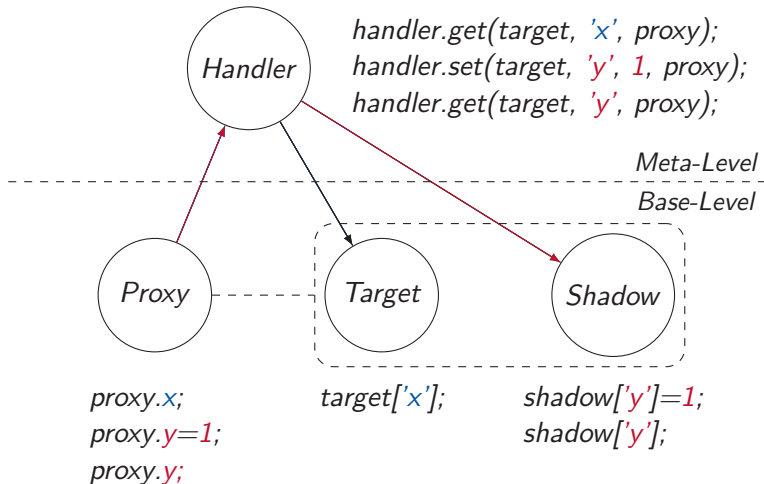 handler.get(target, 'x', proxy);
handler.set(target, 'y', 1, proxy);
handler.get(target, 'y', proxy);
Handler
Meta-Level
Base-Level
Proxy
Target
Shadow
proxy.x;
proxy.y=1;
proxy.y;
target['x'];
shadow['y']=1;
shadow['y'];